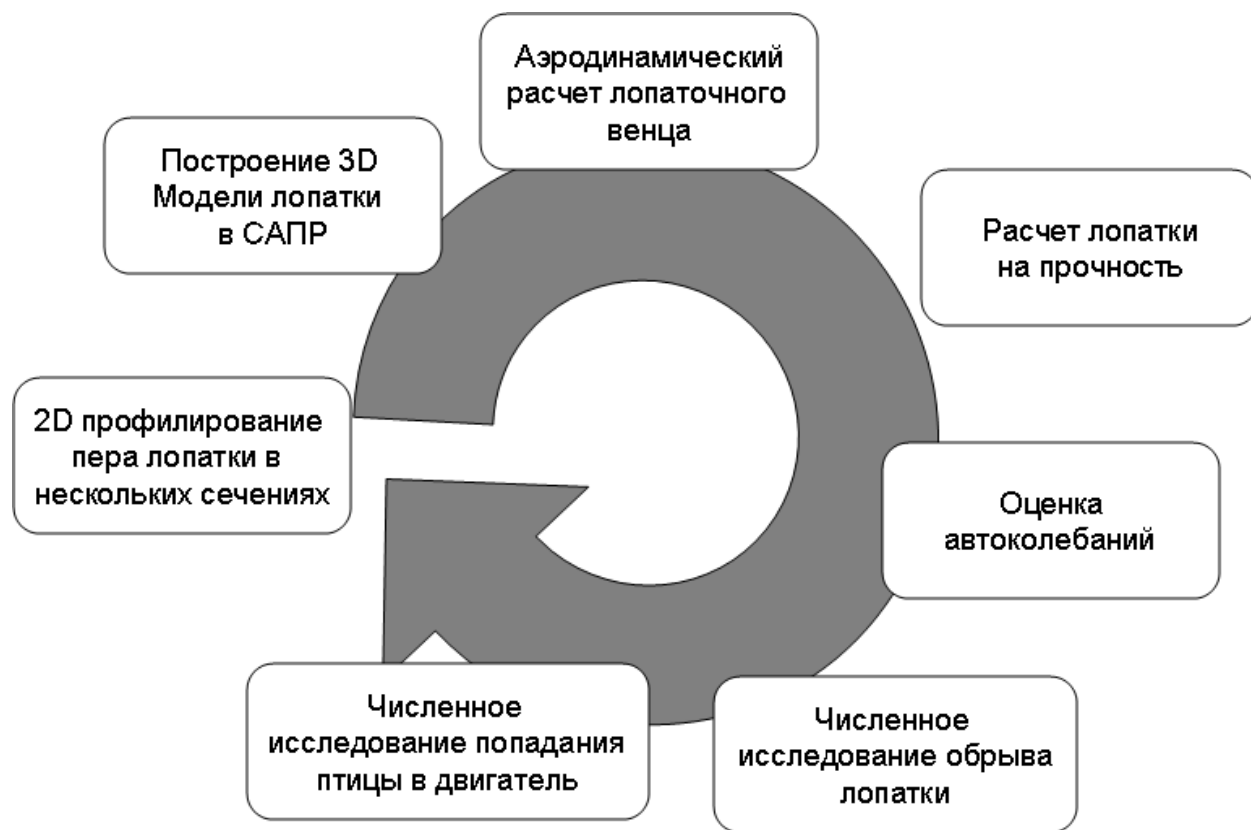 Аэродинамический
расчет лопаточного
венца
Построение 3D
Модели лопатки
в САПР
Расчет лопатки
на прочность
2D профилирование
пера лопатки в
нескольких сечениях
Оценка
автоколебаний
Численное
исследование попадания
птицы в двигатель
Численное
исследование обрыва
лопатки